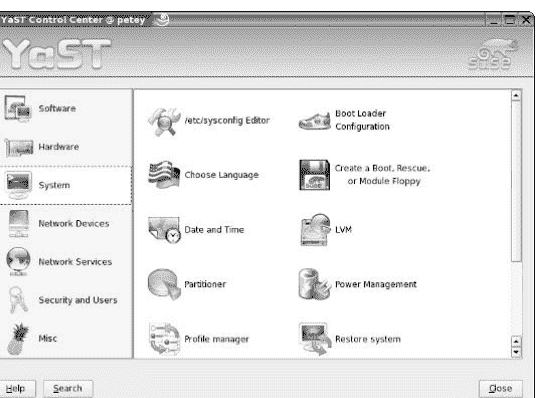 YaST Control Center @ petey
YaST
suse
Software
Hardware
System
Network Devices
Network Services
Security and Users
Misc
/etc/sysconfig Editor
Boot Loader
Configuration
Choose Language
Create a Boot, Rescue,
or Module Floppy
Date and Time
LVM
Partitioner
Power Management
Profile manager
Restore system
Help
Search
Close